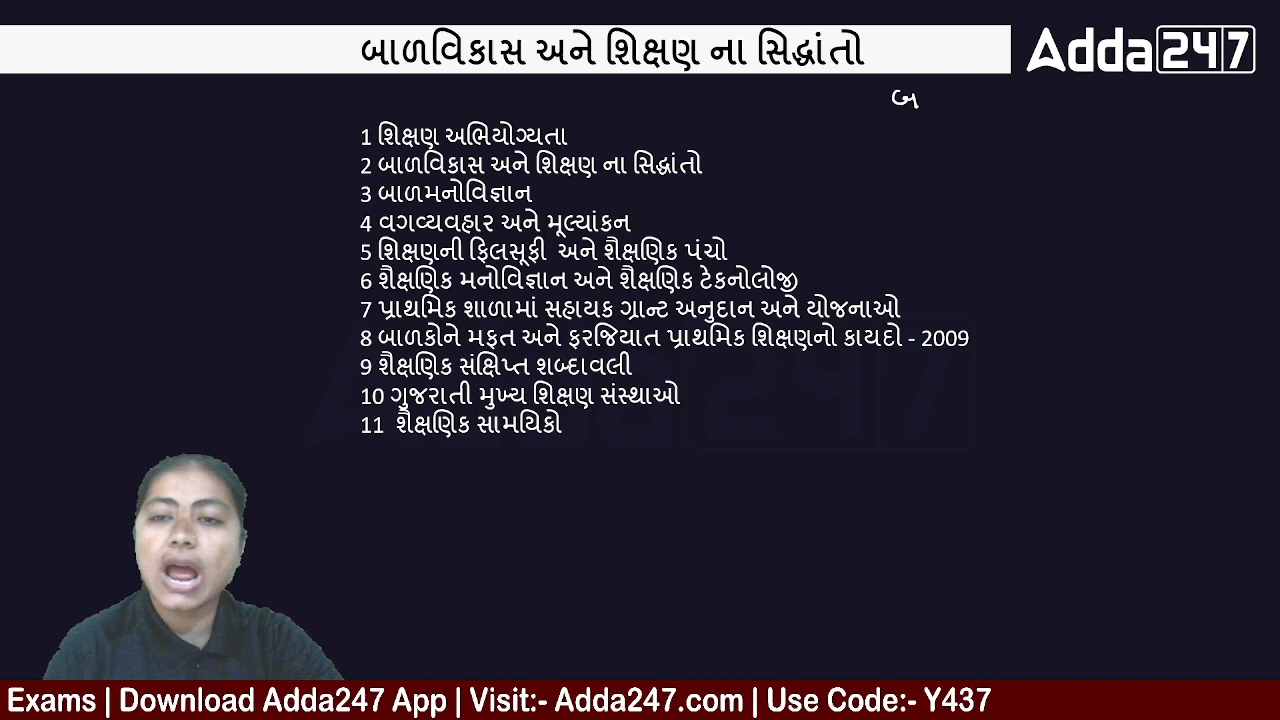 બાળવિકાસ અને શિક્ષણ ના સિદ્ધાંતો
Adda247
બ
1 શિક્ષણ અભિયોગ્યતા
2 બાળવિકાસ અને શિક્ષણ ના સિદ્ધાંતો
3 બાળમનોવિજ્ઞાન
4 વગવ્યવહાર અને મૂલ્યાંકન
5 શિક્ષણની ફિલસૂફી અને શૈક્ષણિક પંચો
6 શૈક્ષણિક મનોવિજ્ઞાન અને શૈક્ષણિક ટેકનોલોજી
7 પ્રાથમિક શાળામાં સહાયક ગ્રાન્ટ અનુદાન અને યોજનાઓ
8 બાળકોને મફત અને ફરજિયાત પ્રાથમિક શિક્ષણનો કાયદો - 2009
9 શૈક્ષણિક સંક્ષિપ્ત શબ્દાવલી
10 ગુજરાતી મુખ્ય શિક્ષણ સંસ્થાઓ
11 શૈક્ષણિક સામયિકો
Exams | Download Adda247 App | Visit:- Adda247.com | Use Code:- Y437